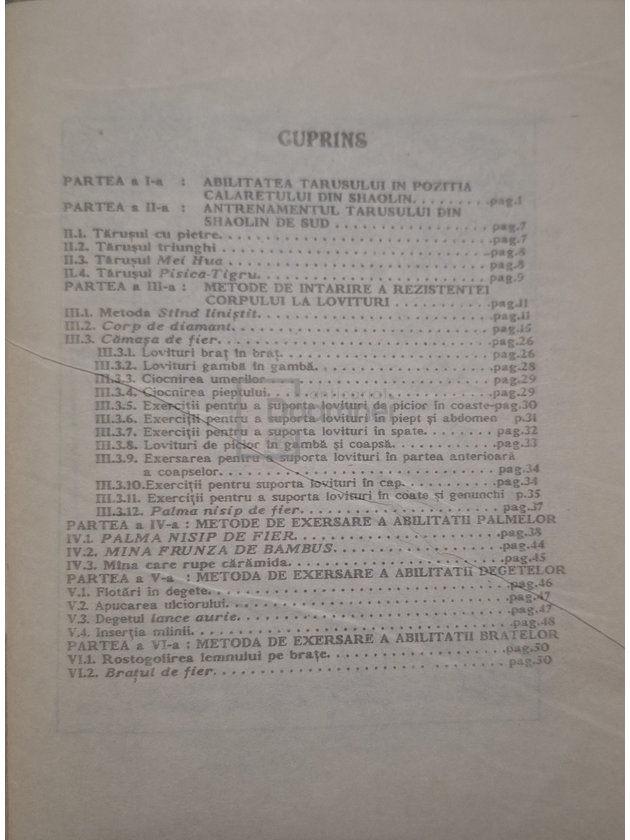 CUPRINS
PARTEA a I-a : ABILITATEA TARUSULUI IN POZITIA
CALARETULUI DIN SHAOLIN. . . . . . . . .pag.1
PARTEA a II-a : ANTRENAMENTUL TARUSULUI DIN
SHAOLIN DE SUD . . . . . . . . . . . . . . . . . pag.7
II.1. Tărușul cu pietre. . . . . . . . . . . . . . . . . . . . . . . . . . . . . .pag.7
II.2. Tărușul triunghi . . . . . . . . . . . . . . . . . . . . . . . . . . . . . .pag.8
II.3. Tărușul Mei Hua . . . . . . . . . . . . . . . . . . . . . . . . . . . . . .pag.8
II.4. Tărușul Pisica-Tigru. . . . . . . . . . . . . . . . . . . . . . . . . . .pag.9
PARTEA a III-a : METODE DE INTARIRE A REZISTENTEI
CORPULUI LA LOVITURI . . . . . . . . . . .pag.11
III.1. Metoda Stînd liniștit. . . . . . . . . . . . . . . . . . . . . . . . . .pag.11
III.2. Corp de diamant. . . . . . . . . . . . . . . . . . . . . . . . . . . .pag.15
III.3. Cămașa de fier. . . . . . . . . . . . . . . . . . . . . . . . . . . . . .pag.26
III.3.1. Lovituri braț în braț. . . . . . . . . . . . . . . . . . . . . . . .pag.26
III.3.2. Lovituri gambă în gambă. . . . . . . . . . . . . . . . . . . .pag.28
III.3.3. Ciocnirea umerilor. . . . . . . . . . . . . . . . . . . . . . . . .pag.29
III.3.4. Ciocnirea pieptului. . . . . . . . . . . . . . . . . . . . . . . . .pag.29
III.3.5. Exerciții pentru a suporta lovituri de picior în coaste-pag.30
III.3.6. Exerciții pentru a suporta lovituri în piept și abdomen p.31
III.3.7. Exerciții pentru a suporta lovituri în spate. . . . . . . . pag.32
III.3.8. Lovituri de picior în gambă și coapsă. . . . . . . . . . . .pag.33
III.3.9. Exersarea pentru a suporta lovituri în partea anterioară
a coapselor. . . . . . . . . . . . . . . . . . . . . . . . . . . . .pag.34
III.3.10.Exerciții pentru suporta lovituri în cap. . . . . . . . . . .pag.34
III.3.11. Exerciții pentru a suporta lovituri în coate și genunchi p.35
III.3.12. Palma nisip de fier. . . . . . . . . . . . . . . . . . . . . . . .pag.37
PARTEA a IV-a : METODE DE EXERSARE A ABILITATII PALMELOR
IV.1. PALMA NISIP DE FIER. . . . . . . . . . . . . . . . . . . . . . .pag.38
IV.2. MINA FRUNZA DE BAMBUS. . . . . . . . . . . . . . . . . . . .pag.44
IV.3. Mîna care rupe cărămida. . . . . . . . . . . . . . . . . . . . . .pag.45
PARTEA a V-a : METODA DE EXERSARE A ABILITATII DEGETELOR
V.1. Flotări în degete. . . . . . . . . . . . . . . . . . . . . . . . . . . . .pag.46
V.2. Apucarea ulciorului. . . . . . . . . . . . . . . . . . . . . . . . . . .pag.47
V.3. Degetul lance aurie. . . . . . . . . . . . . . . . . . . . . . . . . . .pag.47
V.4. Inserția mîinii. . . . . . . . . . . . . . . . . . . . . . . . . . . . . . .pag.48
PARTEA a VI-a : METODA DE EXERSARE A ABILITATII BRATELOR
VI.1. Rostogolirea lemnului pe brațe. . . . . . . . . . . . . . . . . . .pag.50
VI.2. Brațul de fier. . . . . . . . . . . . . . . . . . . . . . . . . . . . . . pag.50